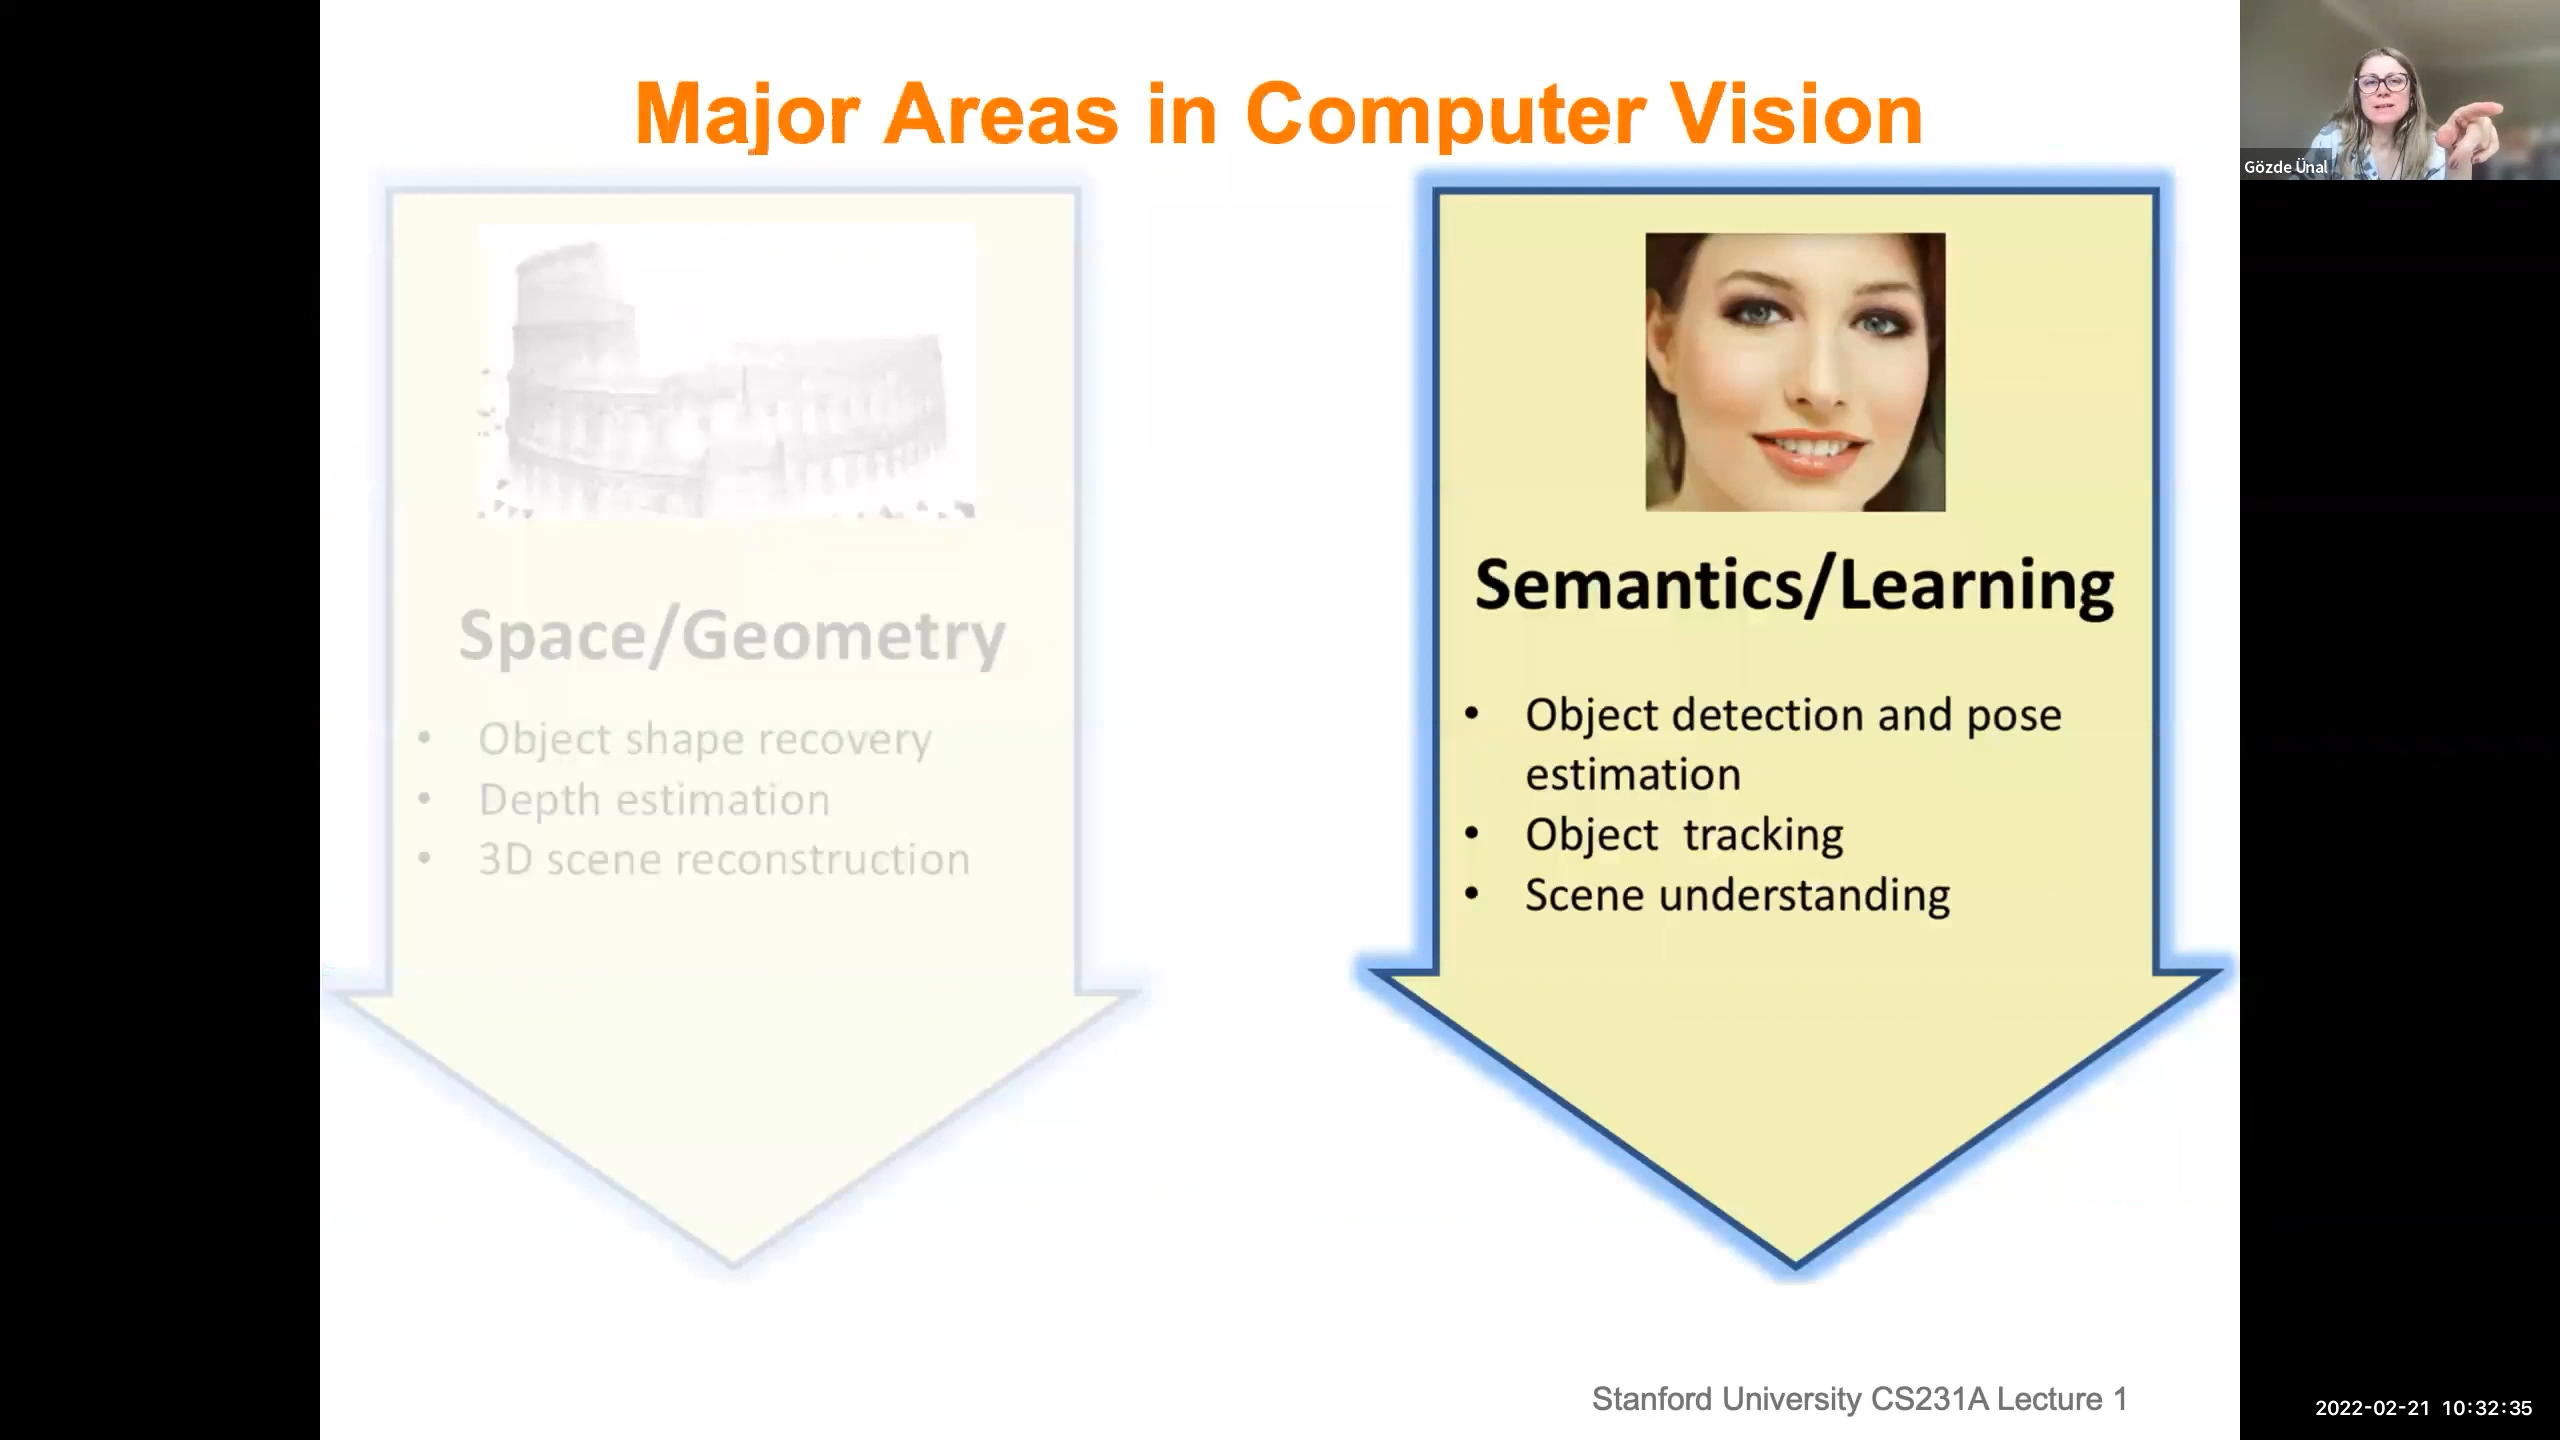 Major Areas in Computer Vision
Gözde Ünal
Space/Geometry
• Object shape recovery
• Depth estimation
• 3D scene reconstruction
Semantics/Learning
• Object detection and pose
estimation
• Object  tracking
• Scene understanding
Stanford University CS231A Lecture 1
2022-02-21 10:32:35